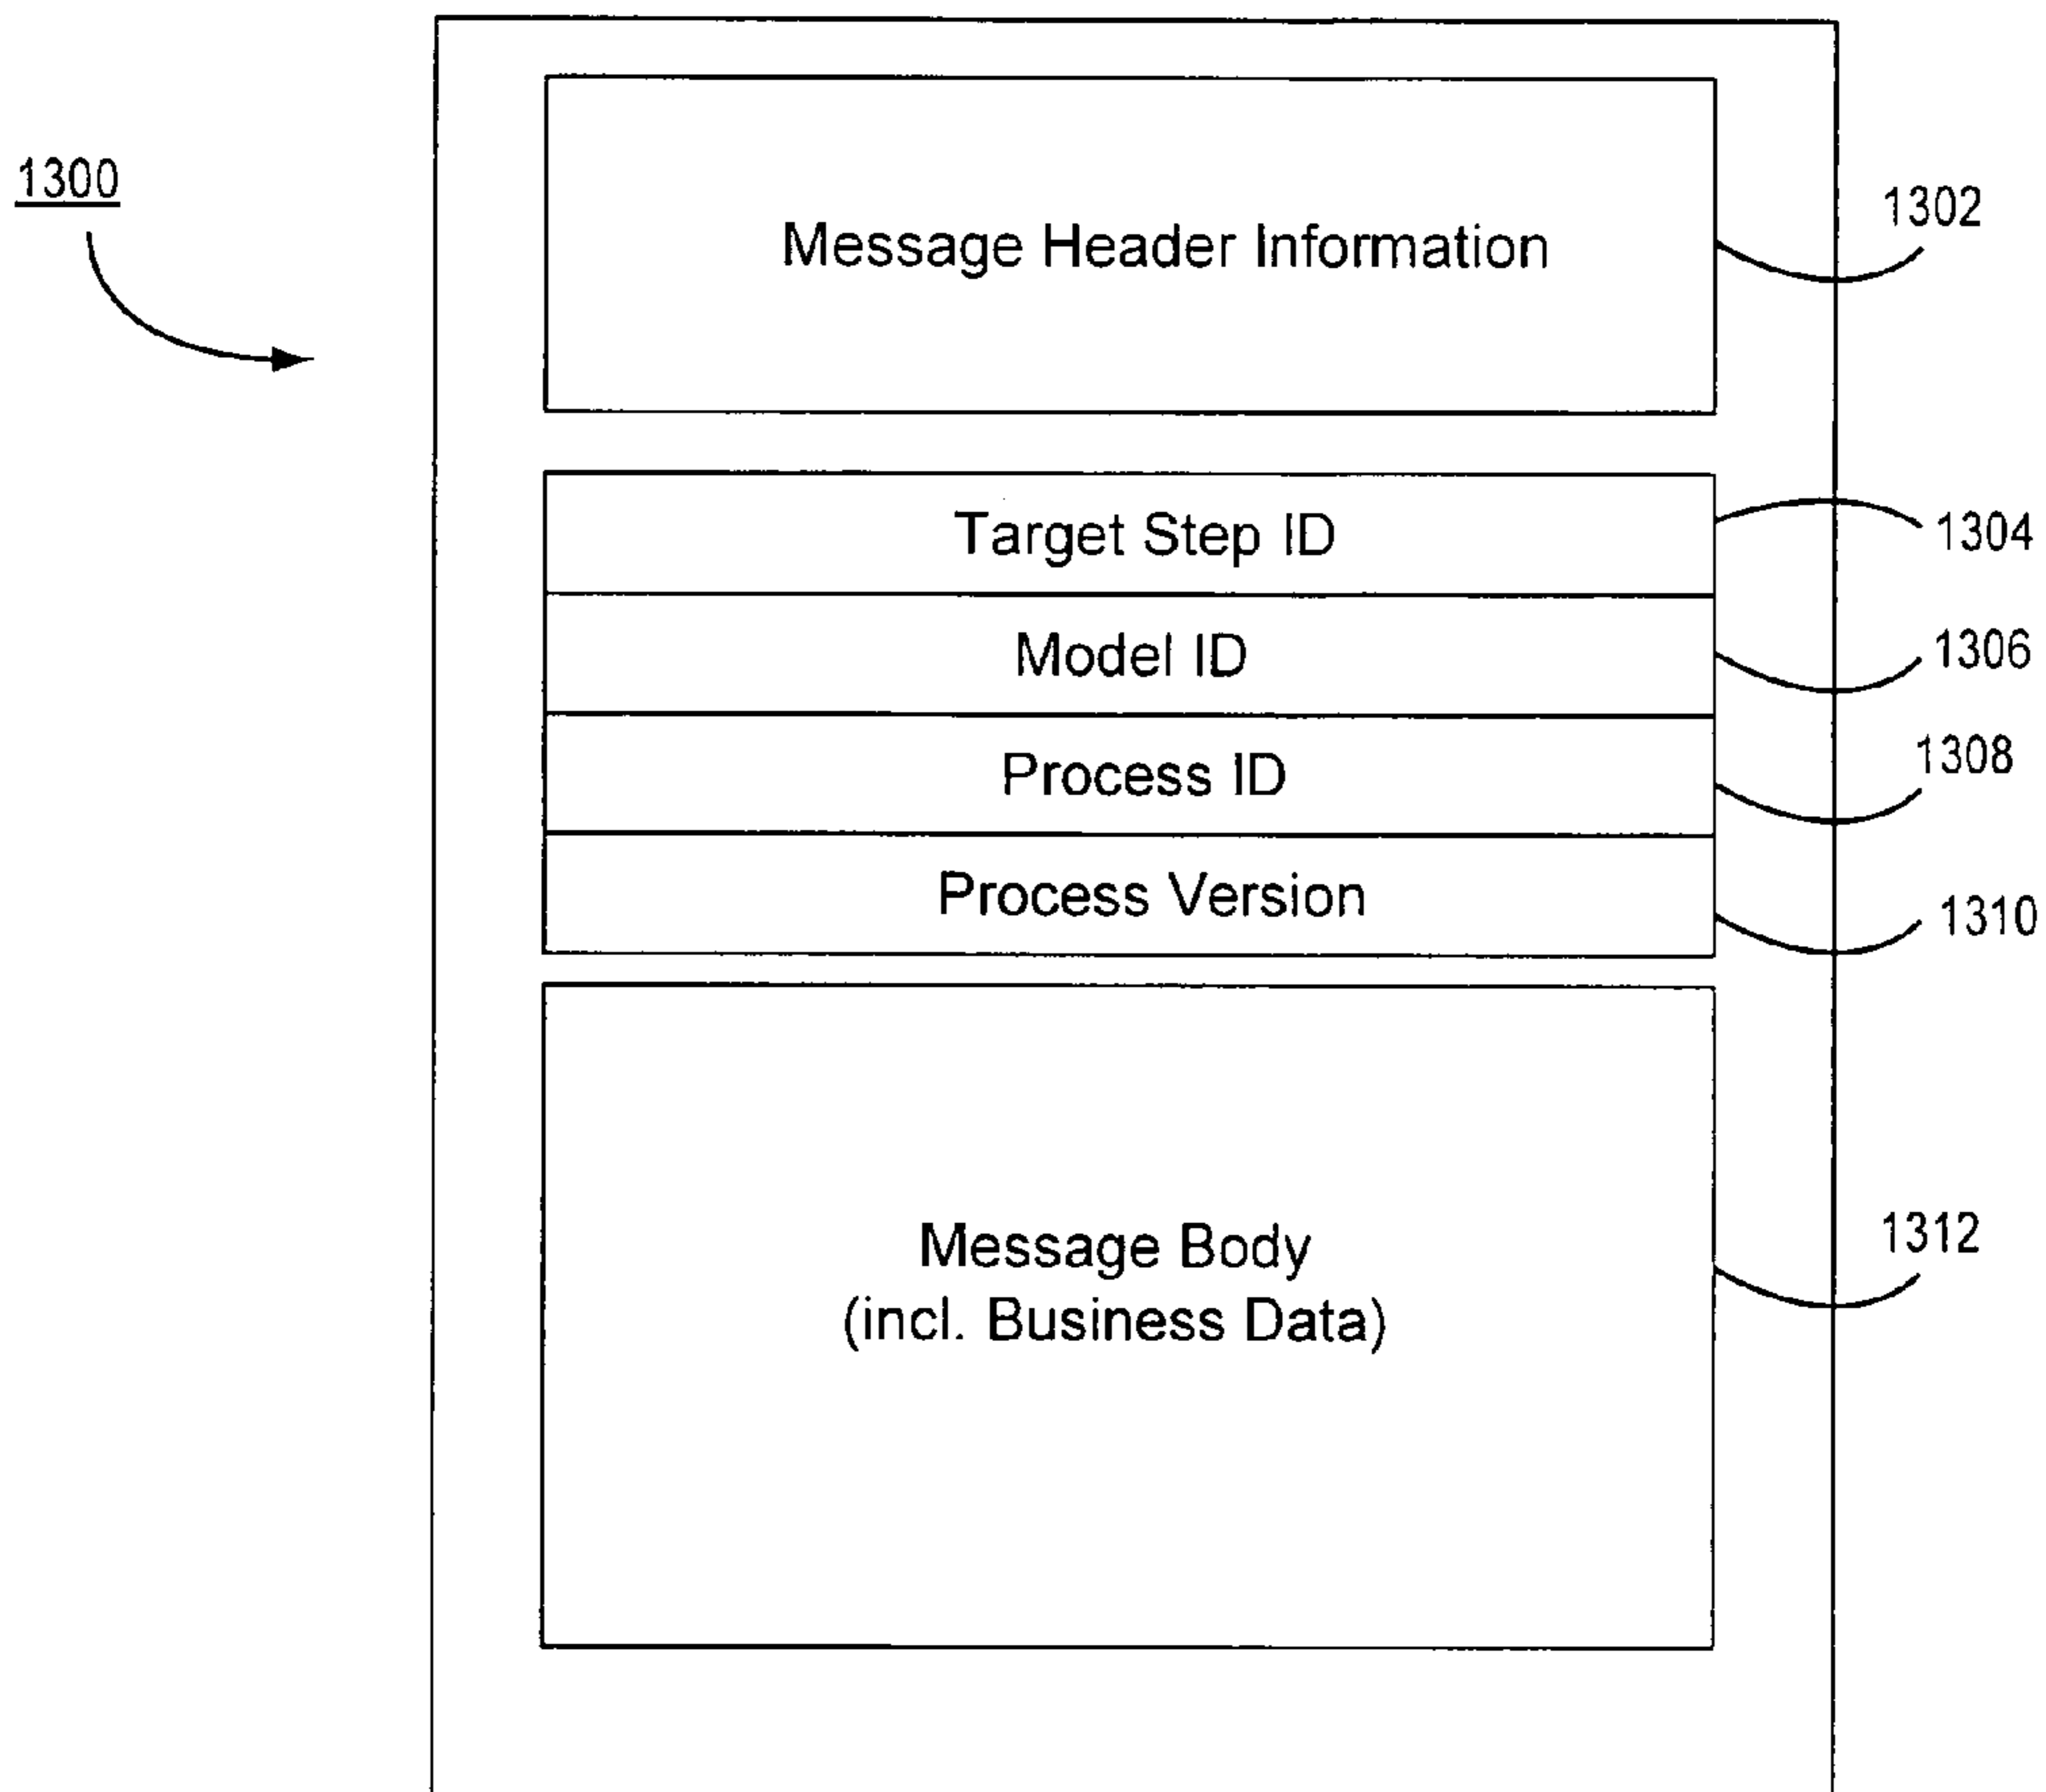 1300
Message Header Information
1302
Target Step ID
1304
Model ID
1306
Process ID
1308
Process Version
1310
Message Body
(incl. Business Data)
1312